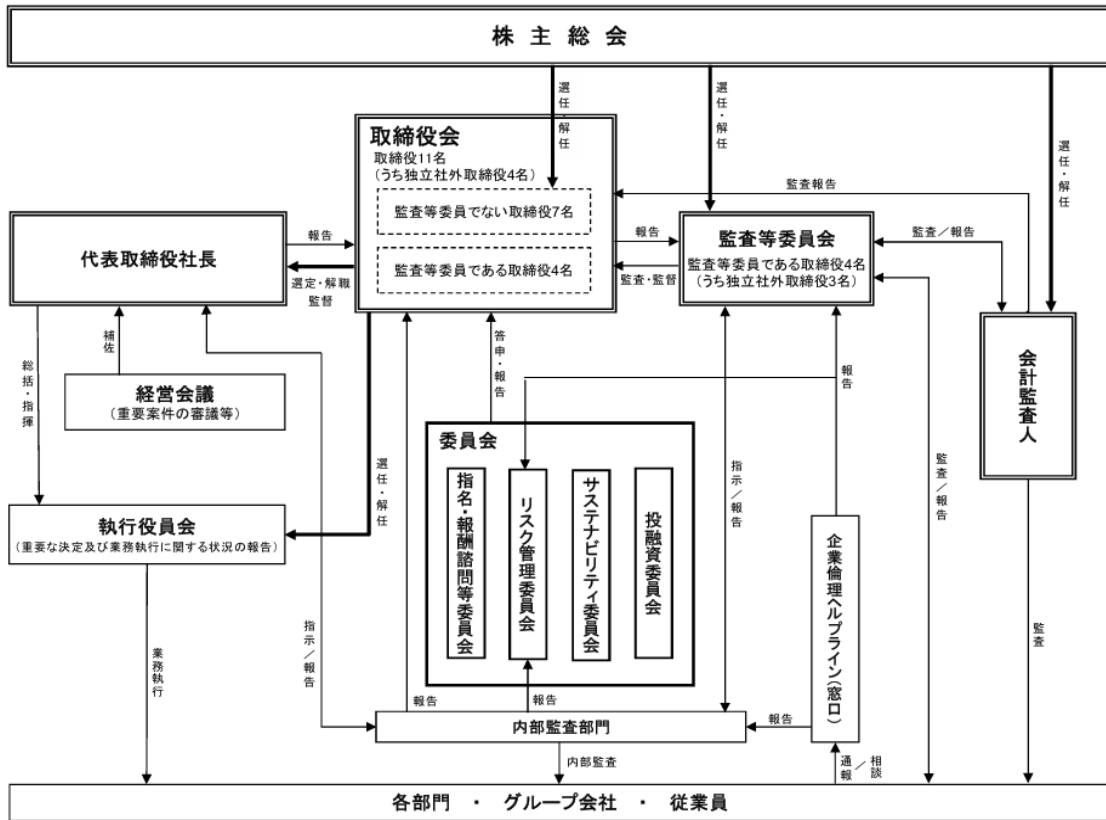 株主総会
選任・解任
選任・解任
選任・解任
取締役会
取締役11名
（うち独立社外取締役4名）
監査等委員でない取締役7名
監査等委員である取締役4名
監査報告
代表取締役社長
報告
選定・解職
監督
報告
監査・監督
監査等委員会
監査等委員である取締役4名
（うち独立社外取締役3名）
監査／報告
会計監査人
総括・指揮
補佐
経営会議
（重要案件の審議等）
答申・報告
報告
委員会
指名・報酬諮問等委員会
リスク管理委員会
サステナビリティ委員会
投融資委員会
選任・解任
指示／報告
監査／報告
執行役員会
（重要な決定及び業務執行に関する状況の報告）
企業倫理ヘルプライン（窓口）
業務執行
指示／報告
監査
報告
報告
内部監査部門
報告
内部監査
通報／相談
各部門 ・ グループ会社 ・ 従業員